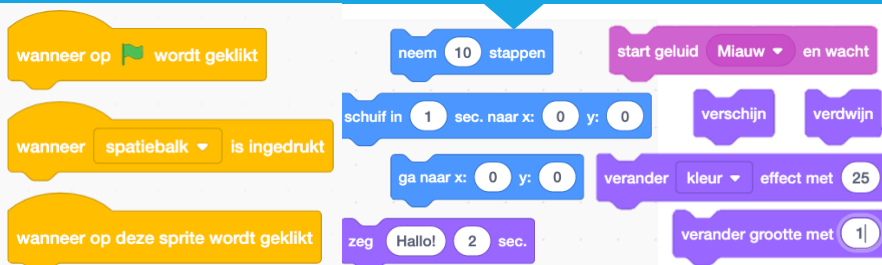 wanneer op wordt geklikt
wanneer spatiebalk is ingedrukt
wanneer op deze sprite wordt geklikt
neem 10 stappen
schuif in 1 sec. naar x: 0 y: 0
ga naar x: 0 y: 0
zeg Hallo! 2 sec.
start geluid Miauw en wacht
verschijn verdwijn
verander kleur effect met 25
verander grootte met 1